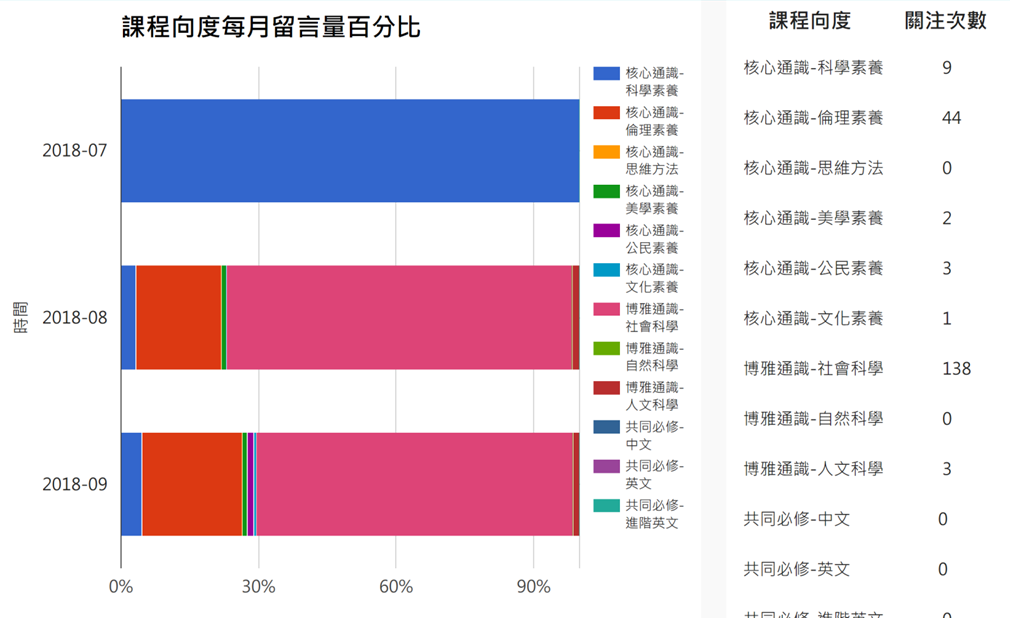 課程向度每月留言量百分比
時間
2018-07
2018-08
2018-09
0%
30%
60%
90%
核心通識-
科學素養
核心通識-
倫理素養
核心通識-
思維方法
核心通識-
美學素養
核心通識-
公民素養
核心通識-
文化素養
博雅通識-
社會科學
博雅通識-
自然科學
博雅通識-
人文科學
共同必修-
中文
共同必修-
英文
共同必修-
進階英文
課程向度 關注次數
核心通識-科學素養 9
核心通識-倫理素養 44
核心通識-思維方法 0
核心通識-美學素養 2
核心通識-公民素養 3
核心通識-文化素養 1
博雅通識-社會科學 138
博雅通識-自然科學 0
博雅通識-人文科學 3
共同必修-中文 0
共同必修-英文 0
共同必修-進階英文 0